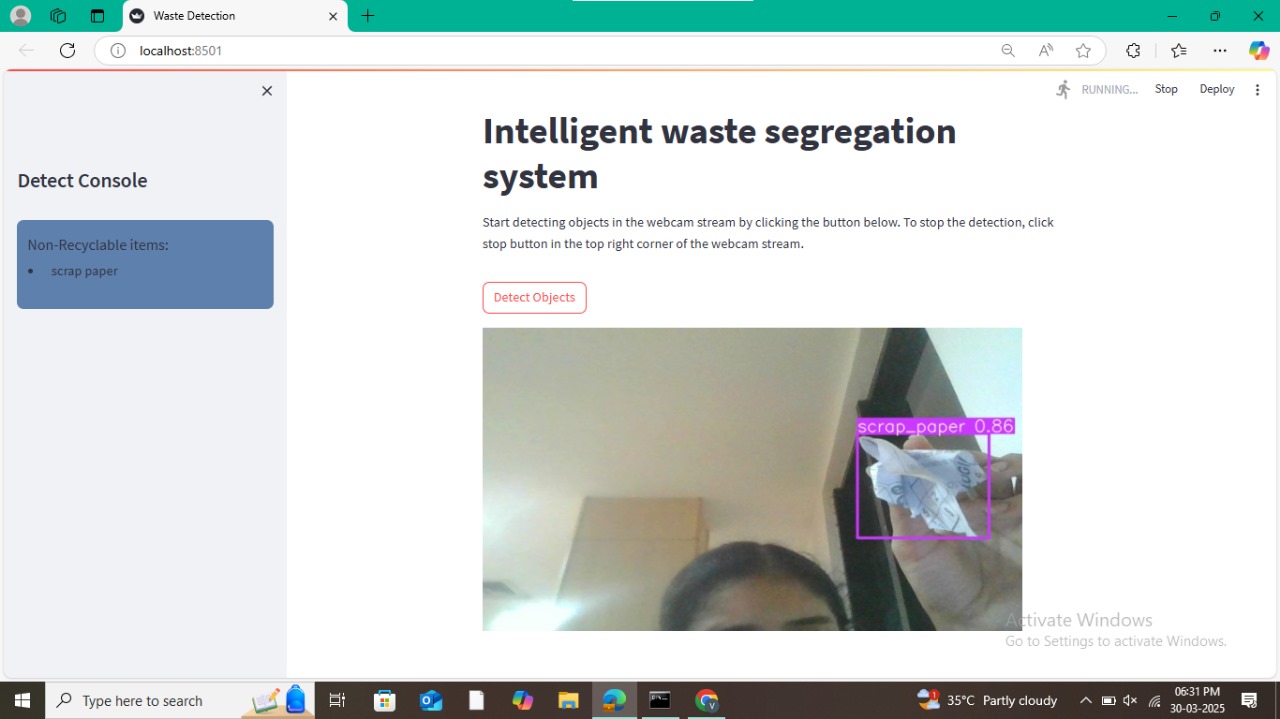 Waste Detection
localhost:8501
RUNNING...
Stop
Deploy
Detect Console
Non-Recyclable items:
• scrap paper
Intelligent waste segregation
system
Start detecting objects in the webcam stream by clicking the button below. To stop the detection, click
stop button in the top right corner of the webcam stream.
Detect Objects
scrap_paper 0.86
Activate Windows
Go to Settings to activate Windows.
Type here to search
35°C Partly cloudy
06:31 PM
30-03-2025